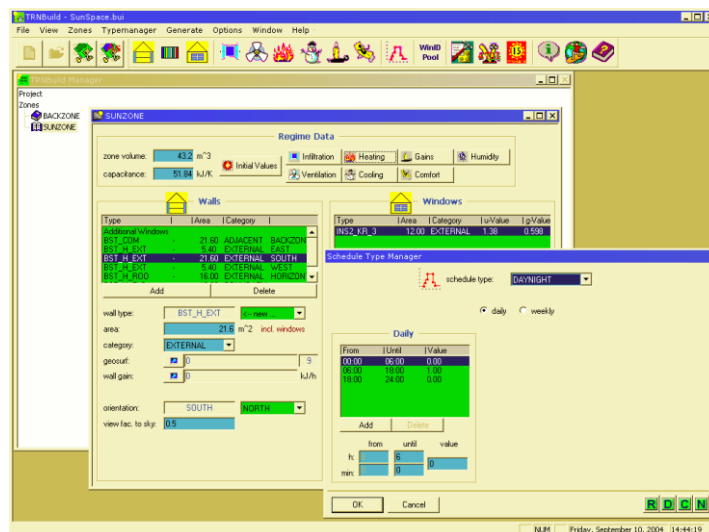 TRNBuild - SunSpace.bui
File View Zones Typemanager Generate Options Window Help
WinID
Pool
TRNBuild Manager
Project
Zones
BACKZONE
SUNZONE
SUNZONE
Regime Data
zone volume: 43.2 m^3
capacitance: 51.84 kJ/K
Initial Values
Infiltration Heating Gains Humidity
Ventilation Cooling Comfort
Walls
Type Area Category
Additional Windows
BST_COM - 21.60 ADJACENT BACKZON
BST_H_EXT - 5.40 EXTERNAL EAST
BST_H_EXT - 21.60 EXTERNAL SOUTH
BST_H_EXT - 5.40 EXTERNAL WEST
BST_H_ROO - 16.00 EXTERNAL HORIZON
Add Delete
wall type: BST_H_EXT <-- new ...
area: 21.6 m^2 incl. windows
category: EXTERNAL
geosurf: 0 9
wall gain: 0 kJ/h
orientation: SOUTH NORTH
view fac. to sky: 0.5
Windows
Type Area Category u-Value g-Value
INS2_KR_3 12.00 EXTERNAL 1.38 0.598
Schedule Type Manager
schedule type: DAYNIGHT
daily weekly
Daily
From Until Value
00:00 06:00 0.00
06:00 18:00 1.00
18:00 24:00 0.00
Add Delete
from until value
h: 6
0
min: 0
OK Cancel
R D C N
NUM Friday, September 10, 2004 14:44:19